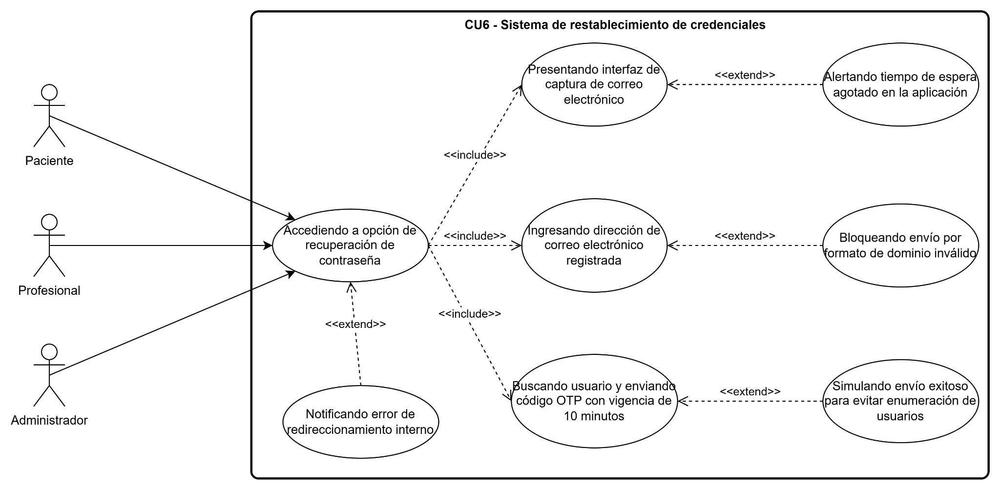 CU6 - Sistema de restablecimiento de credenciales
Presentando interfaz de
captura de correo
electrónico
<<extend>>
Alertando tiempo de espera
agotado en la aplicación
Paciente
<<include>>
Accediendo a opción de
recuperación de
contraseña
<<include>>
Ingresando dirección de
correo electrónico
registrada
<<extend>>
Bloqueando envío por
formato de dominio inválido
Profesional
<<include>>
<<extend>>
Buscando usuario y enviando
código OTP con vigencia de
10 minutos
<<extend>>
Simulando envío exitoso
para evitar enumeración de
usuarios
Administrador
Notificando error de
redireccionamiento interno